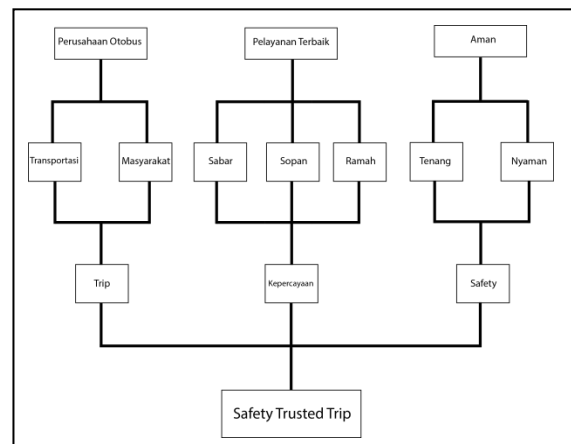 Perusahaan Otobus
Pelayanan Terbaik
Aman
Transportasi
Masyarakat
Sabar
Sopan
Ramah
Tenang
Nyaman
Trip
Kepercayaan
Safety
Safety Trusted Trip